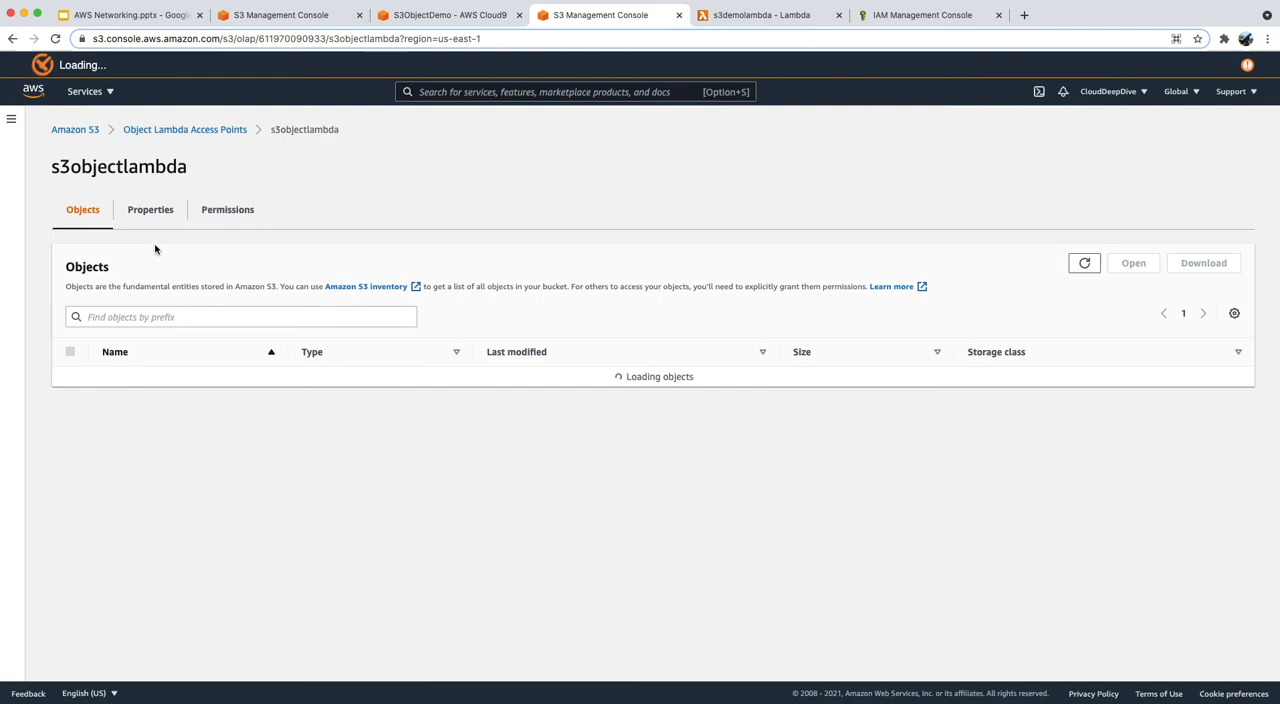 AWS Networking.pptx - Google
S3 Management Console
S3ObjectDemo - AWS Cloud9
S3 Management Console
s3demolambda - Lambda
IAM Management Console
s3.console.aws.amazon.com/s3/olap/611970090933/s3objectlambda?region=us-east-1
Loading...
aws
Services
Search for services, features, marketplace products, and docs
[Option+S]
CloudDeepDive
Global
Support
Amazon S3
Object Lambda Access Points
s3objectlambda
s3objectlambda
Objects
Properties
Permissions
Objects
Open
Download
Objects are the fundamental entities stored in Amazon S3. You can use Amazon S3 inventory to get a list of all objects in your bucket. For others to access your objects, you'll need to explicitly grant them permissions. Learn more
Find objects by prefix
1
Name
Type
Last modified
Size
Storage class
Loading objects
Feedback
English (US)
© 2008 - 2021, Amazon Web Services, Inc. or its affiliates. All rights reserved.
Privacy Policy
Terms of Use
Cookie preferences